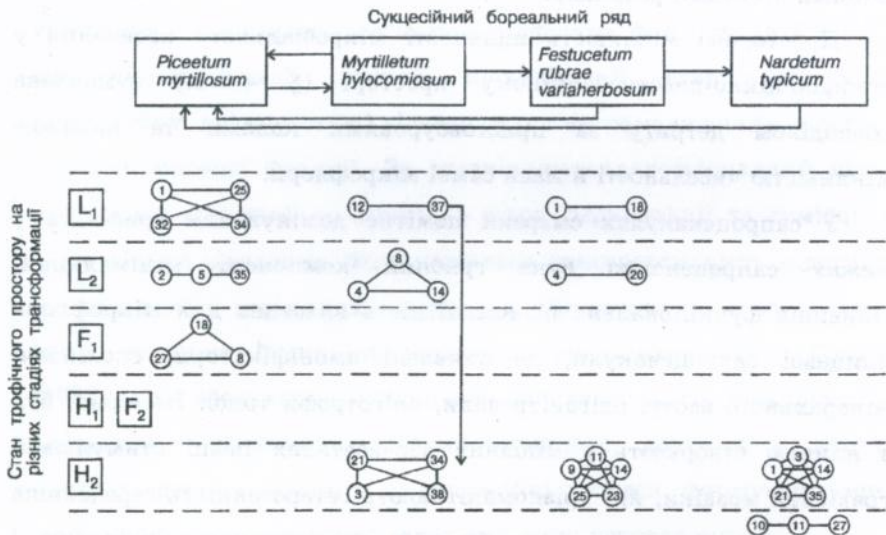 Сукцесійний бореальний ряд
Piceetum
myrtillosum
Myrtilletum
hylocomiosum
Festucetum
rubrae
variaherbosum
Nardetum
typicum
Стан трофічного простору на
різних стадіях трансформації
L1
1 25
32 34
12 37
1 18
L2
2 5 35
8
4 14
4 20
F1
18
27 8
H1 F2
H2
21 34
3 38
11
9 14
25 23
9
1 14
21 35
10 11 27